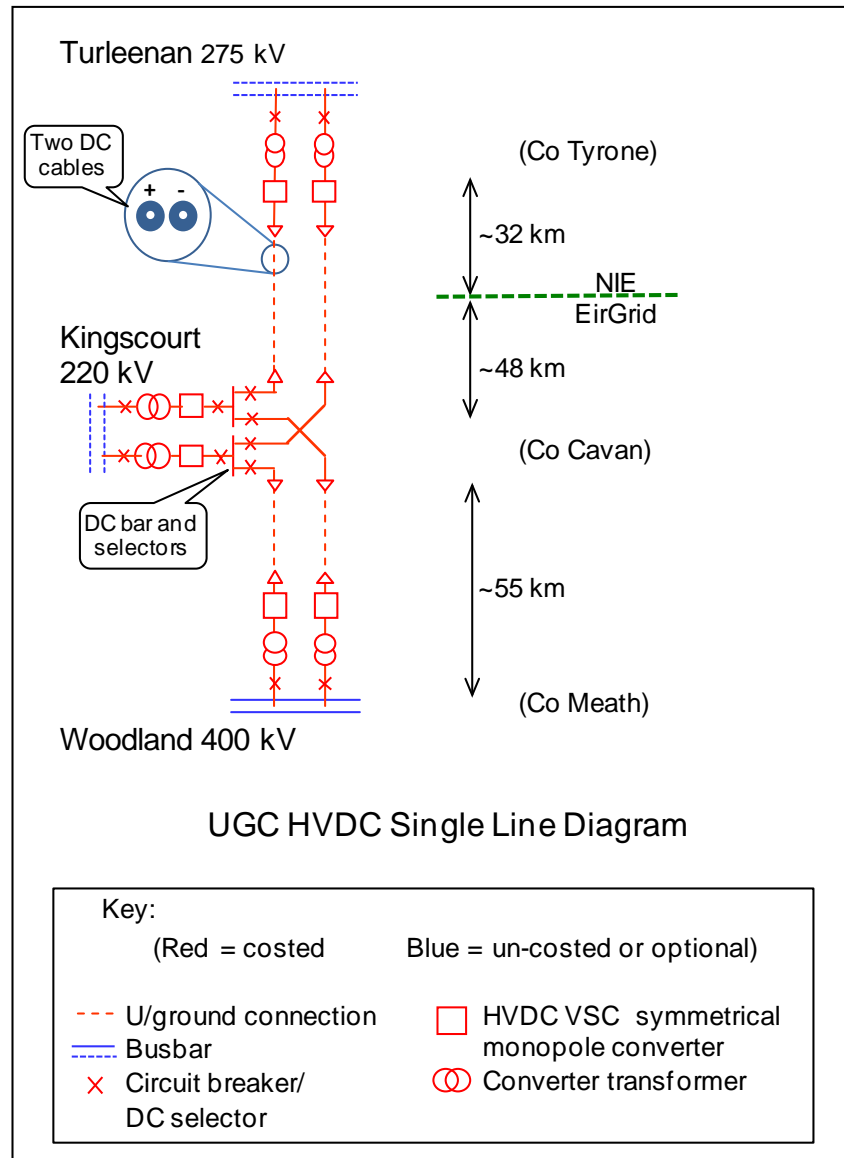 Turleenan 275 kV
Two DC
cables
+ -
(Co Tyrone)
~32 km
NIE
EirGrid
Kingscourt
220 kV
~48 km
(Co Cavan)
DC bar and
selectors
~55 km
(Co Meath)
Woodland 400 kV
UGC HVDC Single Line Diagram
Key:
(Red = costed Blue = un-costed or optional)
U/ground connection
Busbar
Circuit breaker/
DC selector
HVDC VSC symmetrical
monopole converter
Converter transformer